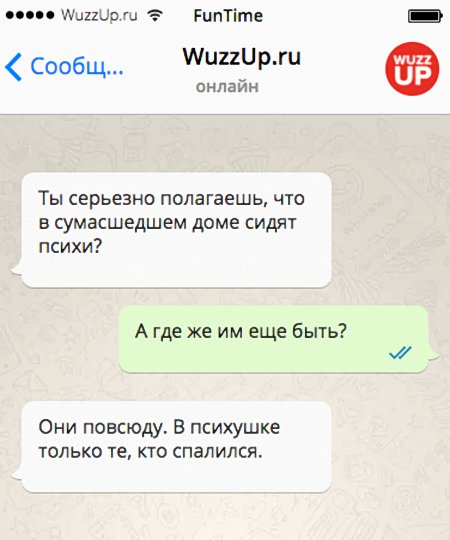 WuzzUp.ru
FunTime
Сообщ...
WuzzUp.ru
онлайн
WUZZ
UP
Ты серьезно полагаешь, что
в сумасшедшем доме сидят
психи?
А где же им еще быть?
Они повсюду. В психушке
только те, кто спалился.